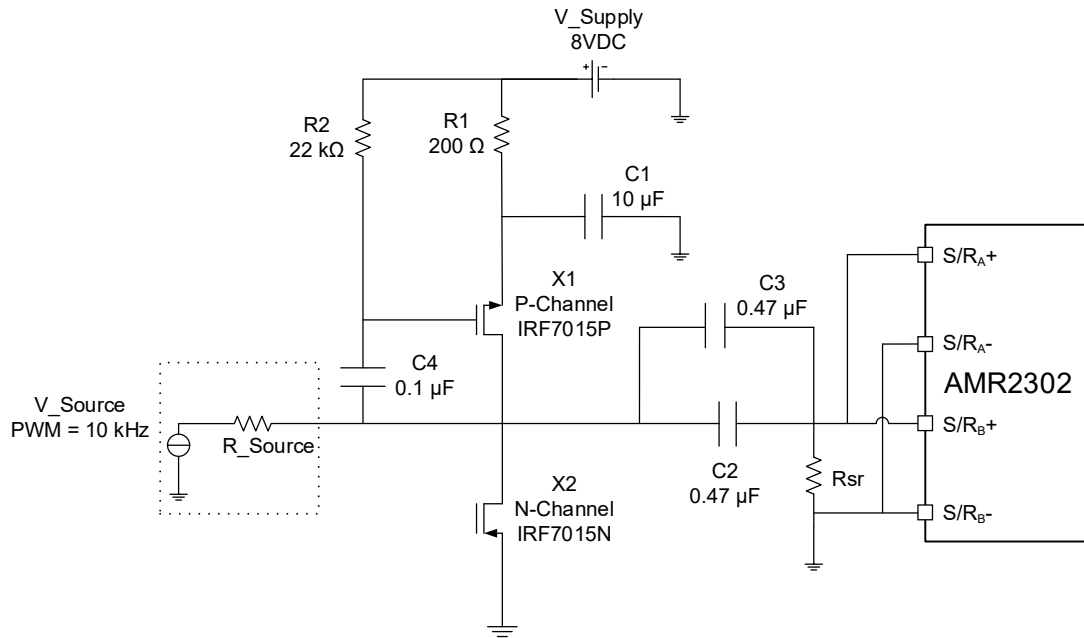 V_Supply
8VDC
+ −
R2
22 kΩ
R1
200 Ω
C1
10 µF
X1
P-Channel
IRF7015P
C3
0.47 µF
S/RA+
S/RA-
AMR2302
S/RB+
S/RB-
C4
0.1 µF
V_Source
PWM = 10 kHz
R_Source
C2
0.47 µF
Rsr
X2
N-Channel
IRF7015N